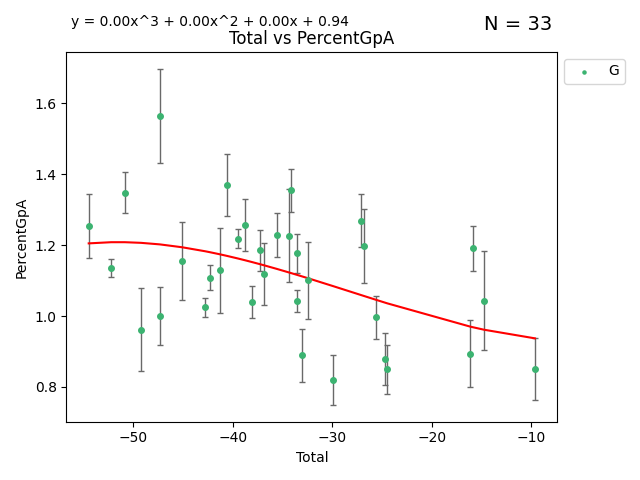 y = 0.00x^3 + 0.00x^2 + 0.00x + 0.94
N = 33
Total vs PercentGpA
G
PercentGpA
1.6
1.4
1.2
1.0
0.8
−50
−40
−30
−20
−10
Total